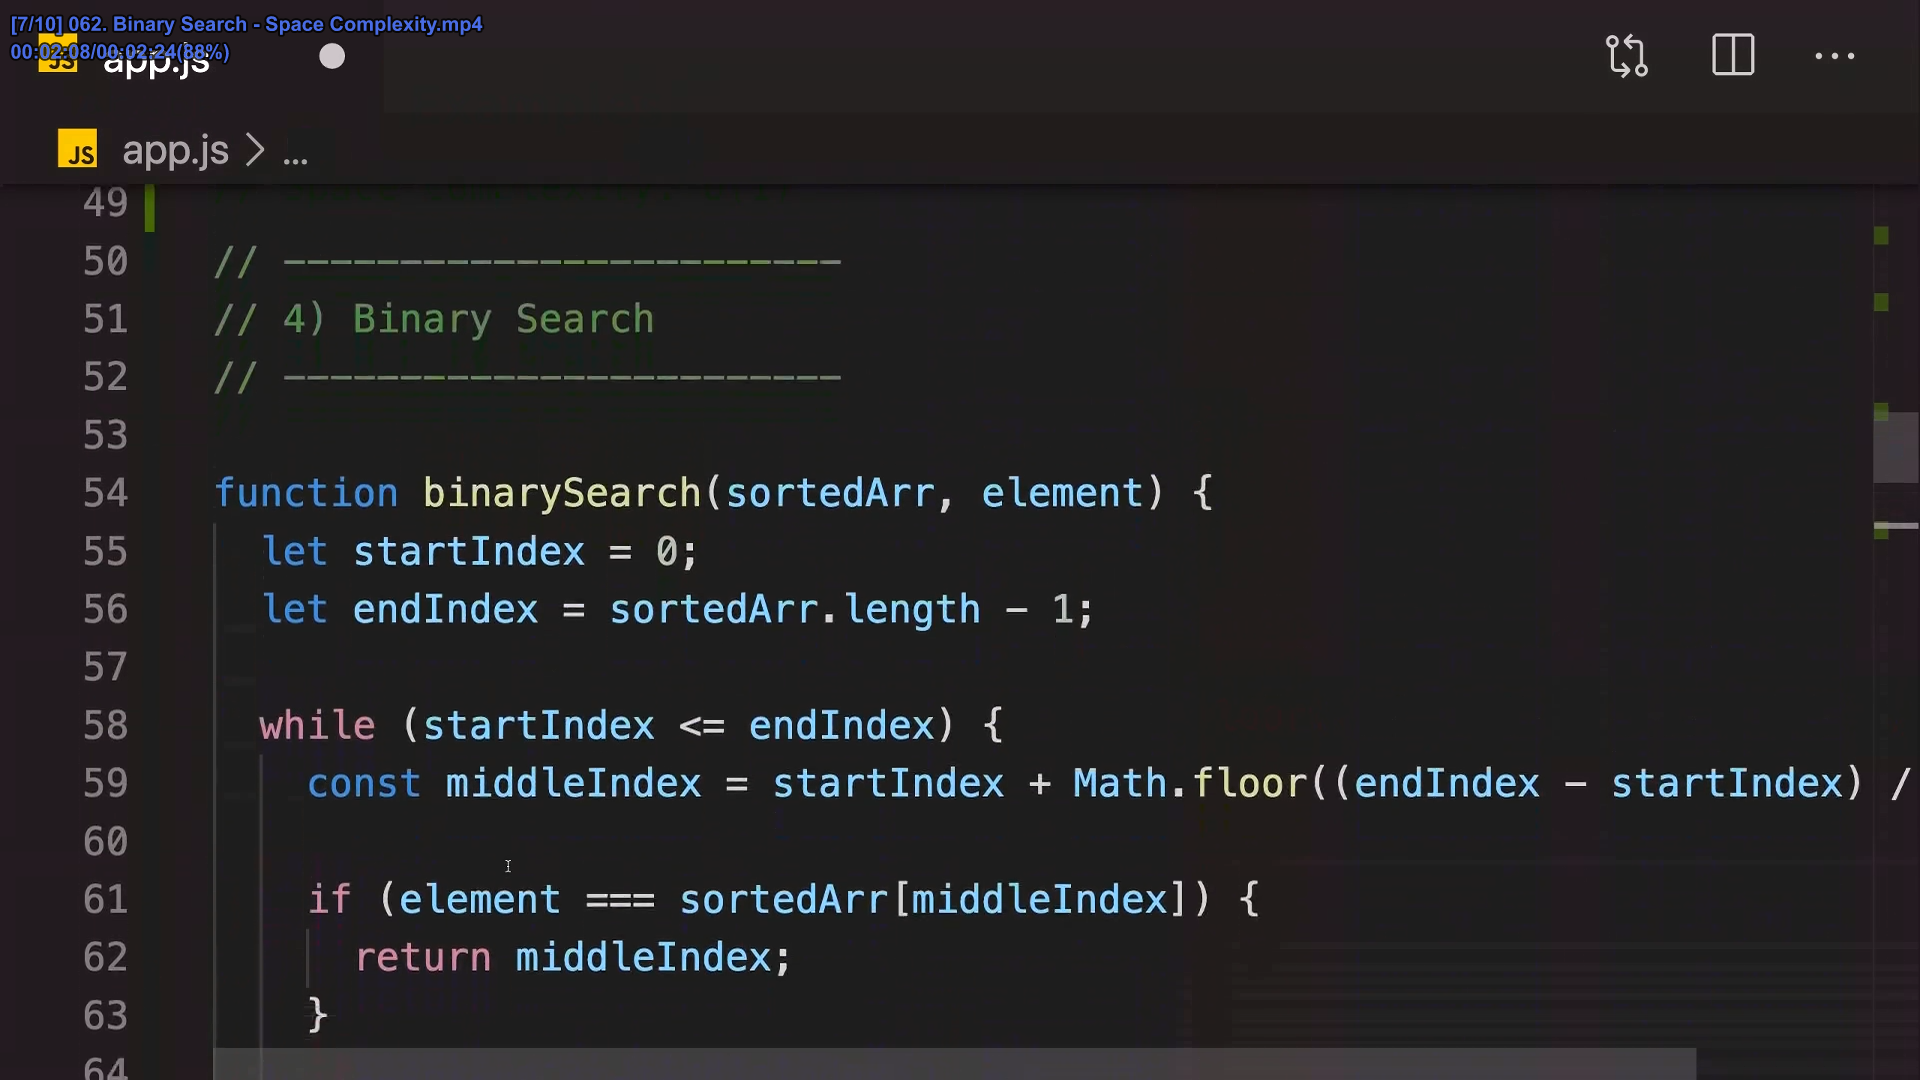 [7/10] 062. Binary Search - Space Complexity.mp4
00:02:08/00:02:24(88%)
JS app.js
JS app.js > ...
49
50 // ------------------------
51 // 4) Binary Search
52 // ------------------------
53
54 function binarySearch(sortedArr, element) {
55 let startIndex = 0;
56 let endIndex = sortedArr.length - 1;
57
58 while (startIndex <= endIndex) {
59 const middleIndex = startIndex + Math.floor((endIndex - startIndex) /
60
61 if (element === sortedArr[middleIndex]) {
62 return middleIndex;
63 }
64